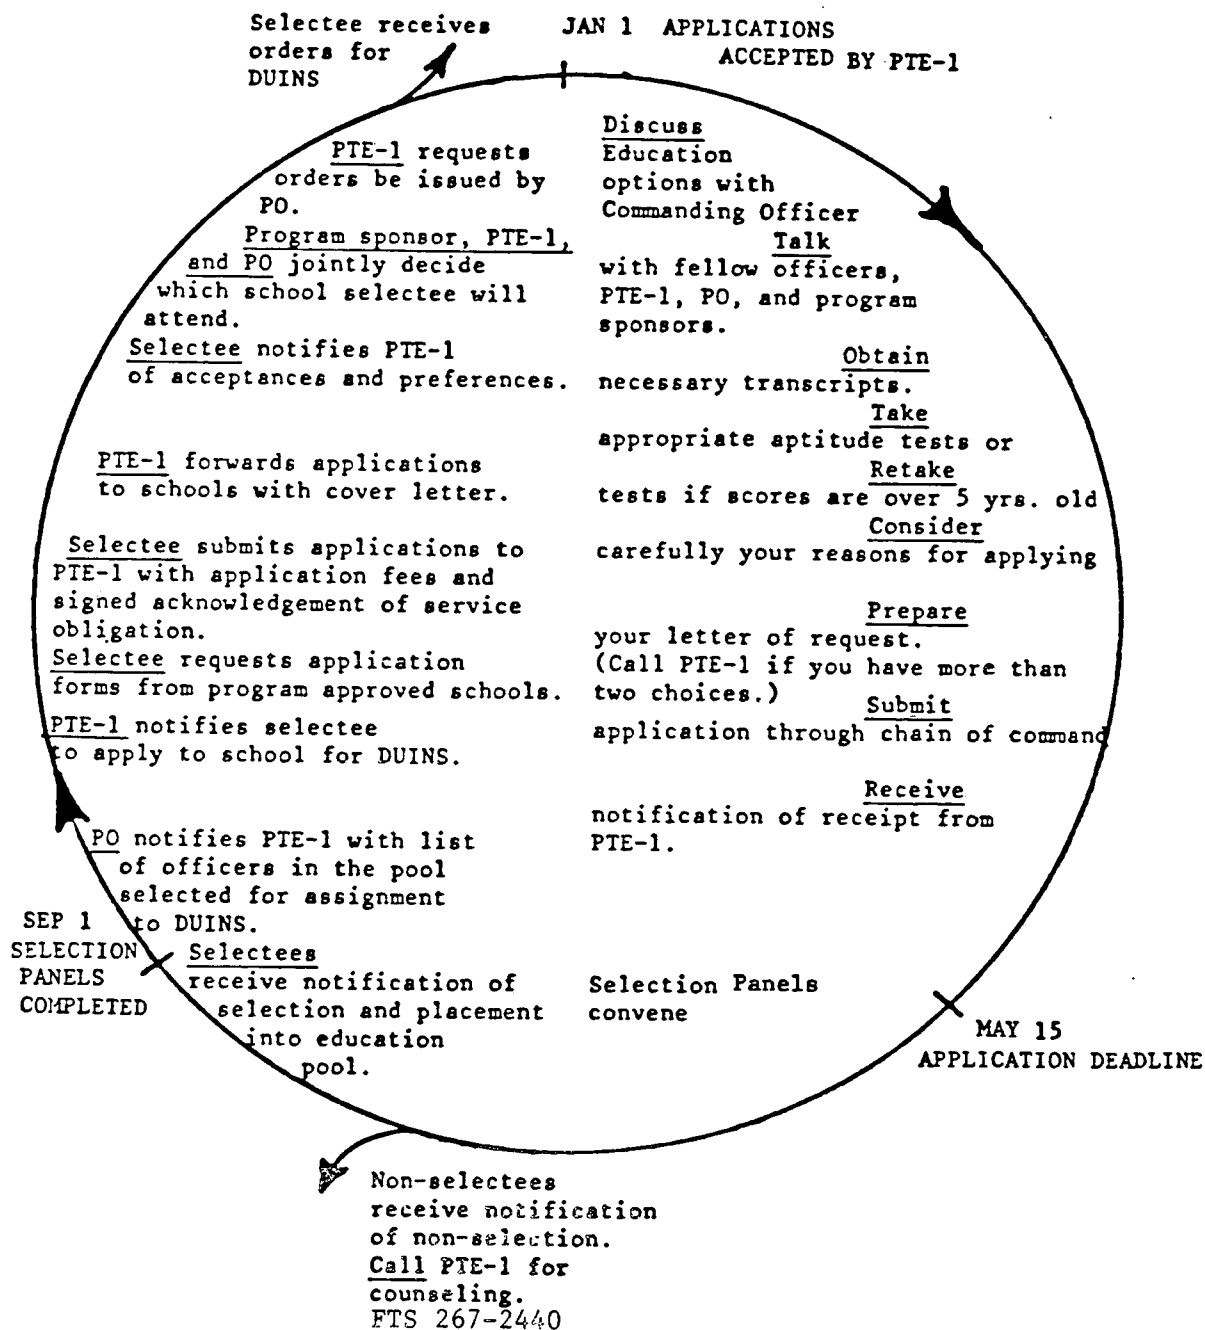 JAN 1 APPLICATIONS
ACCEPTED BY PTE-1
Discuss
Education
options with
Commanding Officer
Talk
with fellow officers,
PTE-1, PO, and program
sponsors.
Obtain
necessary transcripts.
Take
appropriate aptitude tests or
Retake
tests if scores are over 5 yrs. old
Consider
carefully your reasons for applying
Prepare
your letter of request.
(Call PTE-1 if you have more than
two choices.)
Submit
application through chain of command
Receive
notification of receipt from
PTE-1.
MAY 15
APPLICATION DEADLINE
Selection Panels
convene
Non-selectees
receive notification
of non-selection.
Call PTE-1 for
counseling.
FTS 267-2440
Selectees
receive notification of
selection and placement
into education
pool.
SEP 1
SELECTION
PANELS
COMPLETED
PO notifies PTE-1 with list
of officers in the pool
selected for assignment
to DUINS.
PTE-1 notifies selectee
to apply to school for DUINS.
Selectee requests application
forms from program approved schools.
Selectee submits applications to
PTE-1 with application fees and
signed acknowledgement of service
obligation.
PTE-1 forwards applications
to schools with cover letter.
Selectee notifies PTE-1
of acceptances and preferences.
Program sponsor, PTE-1,
and PO jointly decide
which school selectee will
attend.
PTE-1 requests
orders be issued by
PO.
Selectee receives
orders for
DUINS